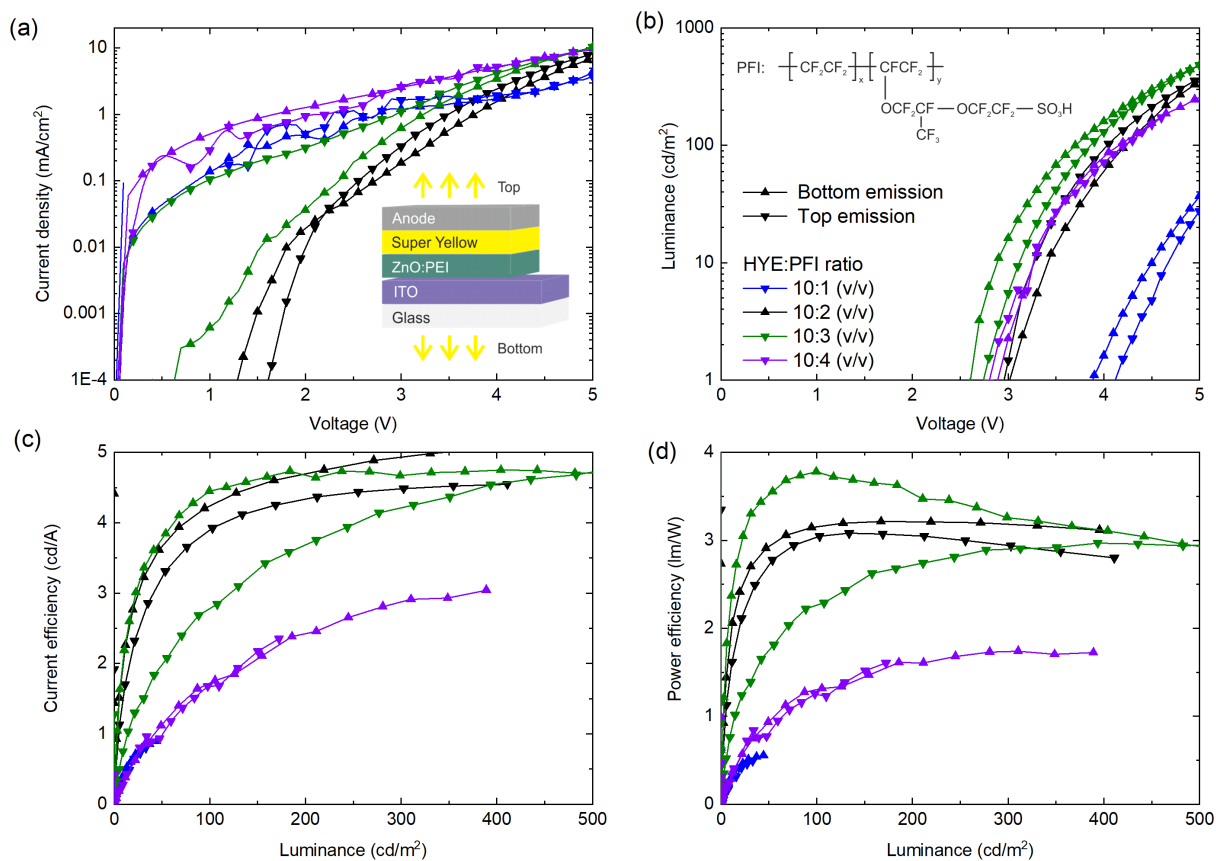 (a)
10
1
0.1
0.01
0.001
1E-4
0 1 2 3 4 5
Voltage (V)
Current density (mA/cm²)
Top
Anode
Super Yellow
ZnO:PEI
ITO
Glass
Bottom
(b)
1000
100
10
1
0 1 2 3 4 5
Voltage (V)
Luminance (cd/m²)
PFI: CF₂CF₂ x CFCF₂ y
OCF₂CF OCF₂CF₂ SO₃H
CF₃
Bottom emission
Top emission
HYE:PFI ratio
10:1 (v/v)
10:2 (v/v)
10:3 (v/v)
10:4 (v/v)
(c)
5
4
3
2
1
0
0 100 200 300 400 500
Luminance (cd/m²)
Current efficiency (cd/A)
(d)
4
3
2
1
0
0 100 200 300 400 500
Luminance (cd/m²)
Power efficiency (lm/W)